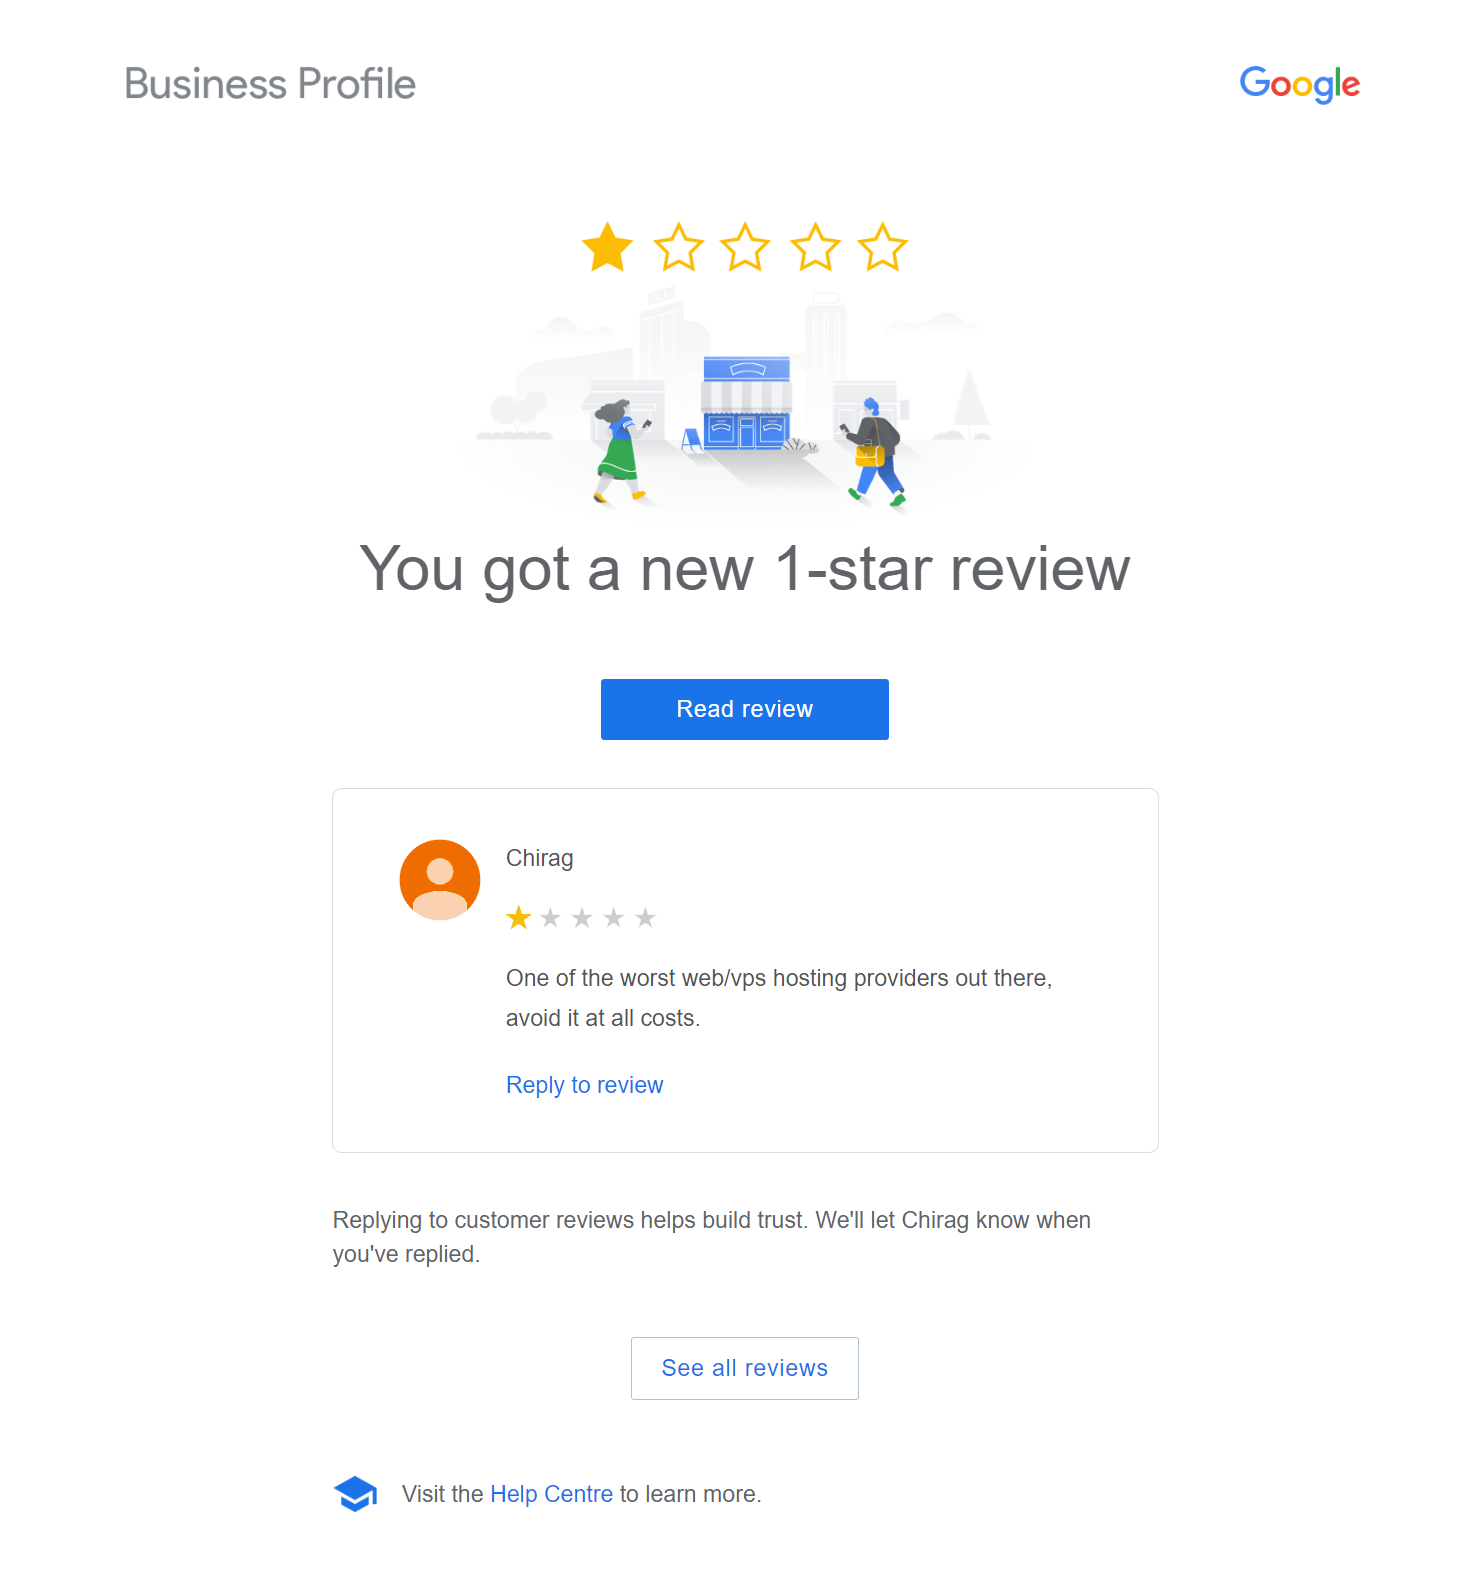 Business Profile
Google
You got a new 1-star review
Read review
Chirag
One of the worst web/vps hosting providers out there,
avoid it at all costs.
Reply to review
Replying to customer reviews helps build trust. We'll let Chirag know when
you've replied.
See all reviews
Visit the Help Centre to learn more.